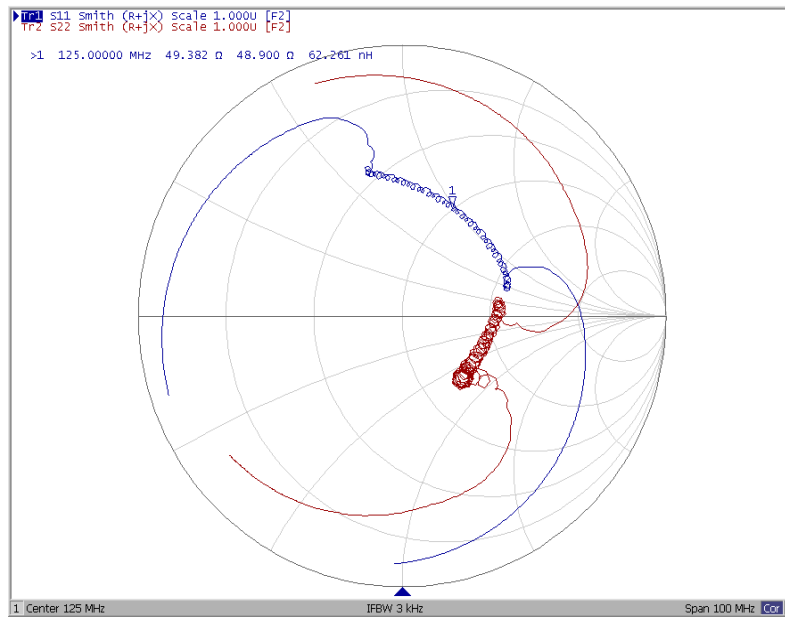 Tr1 S11 Smith (R+jX) Scale 1.000U [F2]
Tr2 S22 Smith (R+jX) Scale 1.000U [F2]
>1 125.00000 MHz 49.382 Ω 48.900 Ω 62.261 nH
1
1 Center 125 MHz IFBW 3 kHz Span 100 MHz Cor